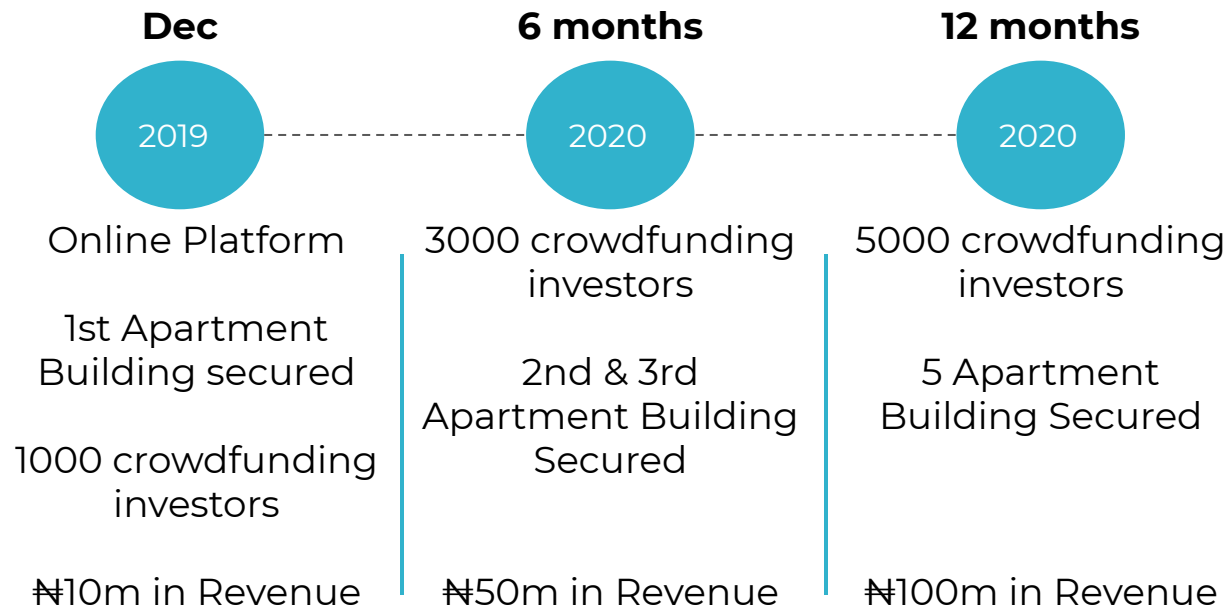 Dec
2019
Online Platform
1st Apartment
Building secured
1000 crowdfunding
investors
₦10m in Revenue
6 months
2020
3000 crowdfunding
investors
2nd & 3rd
Apartment Building
Secured
₦50m in Revenue
12 months
2020
5000 crowdfunding
investors
5 Apartment
Building Secured
₦100m in Revenue